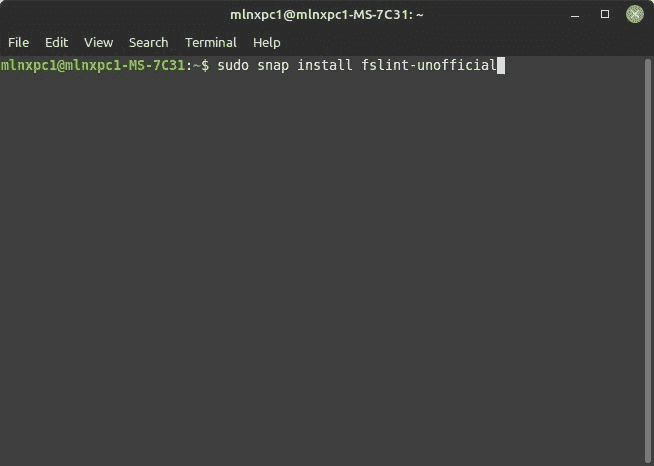 mlnxpc1@mlnxpc1-MS-7C31: ~
File Edit View Search Terminal Help
mlnxpc1@mlnxpc1-MS-7C31:~$ sudo snap install fslint-unofficial